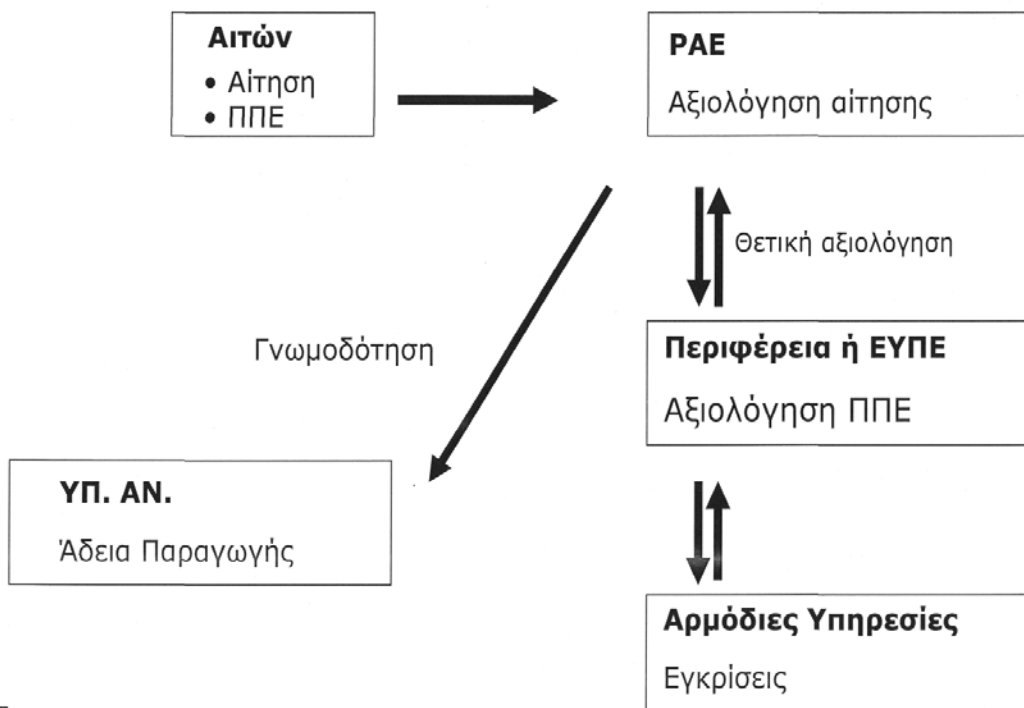 Αιτών
• Αίτηση
• ΠΠΕ
ΡΑΕ
Αξιολόγηση αίτησης
Θετική αξιολόγηση
Γνωμοδότηση
Περιφέρεια ή ΕΥΠΕ
Αξιολόγηση ΠΠΕ
ΥΠ. ΑΝ.
Άδεια Παραγωγής
Αρμόδιες Υπηρεσίες
Εγκρίσεις